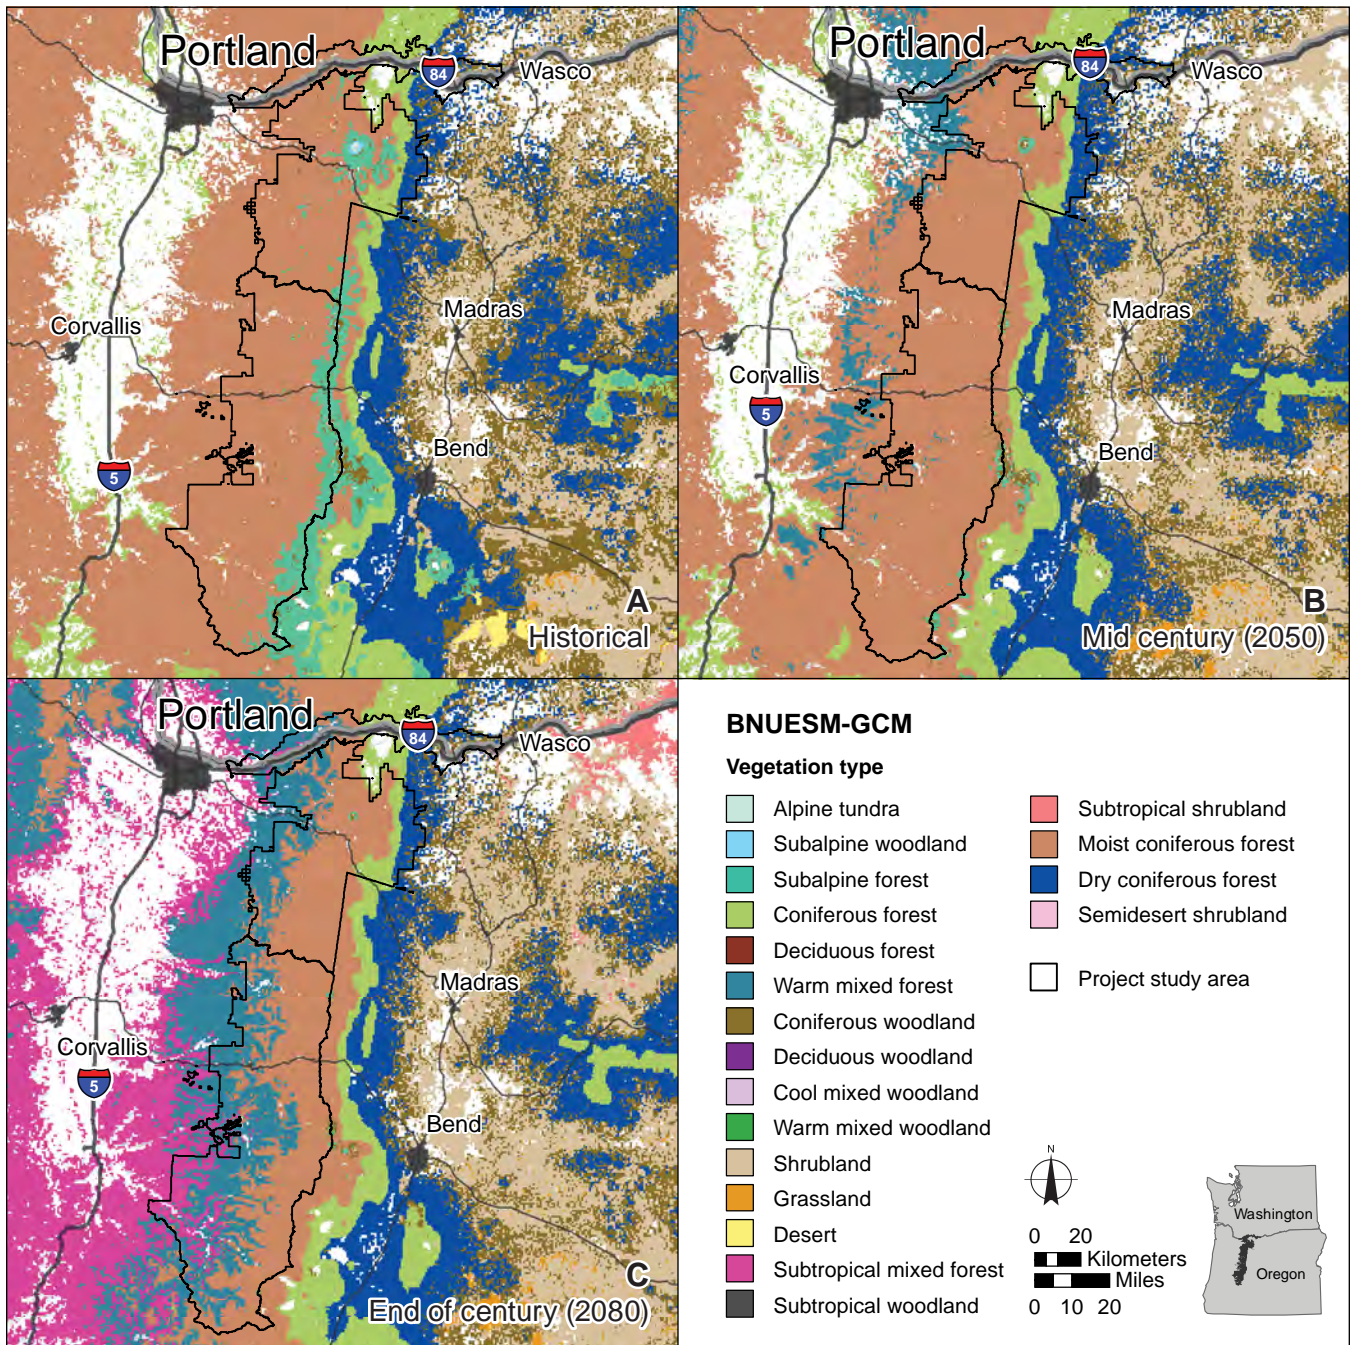 Portland
84
Wasco
Madras
Corvallis
Bend
5
A
Historical
Portland
84
Wasco
Madras
Corvallis
5
Bend
B
Mid century (2050)
Portland
84
Wasco
Madras
Corvallis
5
Bend
C
End of century (2080)
BNUESM-GCM
Vegetation type
Alpine tundra
Subalpine woodland
Subalpine forest
Coniferous forest
Deciduous forest
Warm mixed forest
Coniferous woodland
Deciduous woodland
Cool mixed woodland
Warm mixed woodland
Shrubland
Grassland
Desert
Subtropical mixed forest
Subtropical woodland
Subtropical shrubland
Moist coniferous forest
Dry coniferous forest
Semidesert shrubland
Project study area
N
0 20
Kilometers
Miles
0 10 20
Washington
Oregon